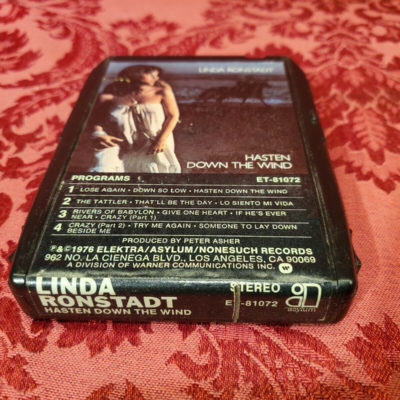 LINDA RONSTADT
HASTEN
DOWN THE WIND
PROGRAMS ET-81072
1 LOSE AGAIN • DOWN SO LOW • HASTEN DOWN THE WIND
2 THE TATTLER • THAT'LL BE THE DAY • LO SIENTO MI VIDA
3 RIVERS OF BABYLON • GIVE ONE HEART • IF HE'S EVER
NEAR • CRAZY (Part 1)
4 CRAZY (Part 2) • TRY ME AGAIN • SOMEONE TO LAY DOWN
BESIDE ME
PRODUCED BY PETER ASHER
℗&©1976 ELEKTRA/ASYLUM/NONESUCH RECORDS
962 NO. LA CIENEGA BLVD., LOS ANGELES, CA 90069
A DIVISION OF WARNER COMMUNICATIONS INC.
LINDA STEREO
RONSTADT ET-81072
HASTEN DOWN THE WIND asylum